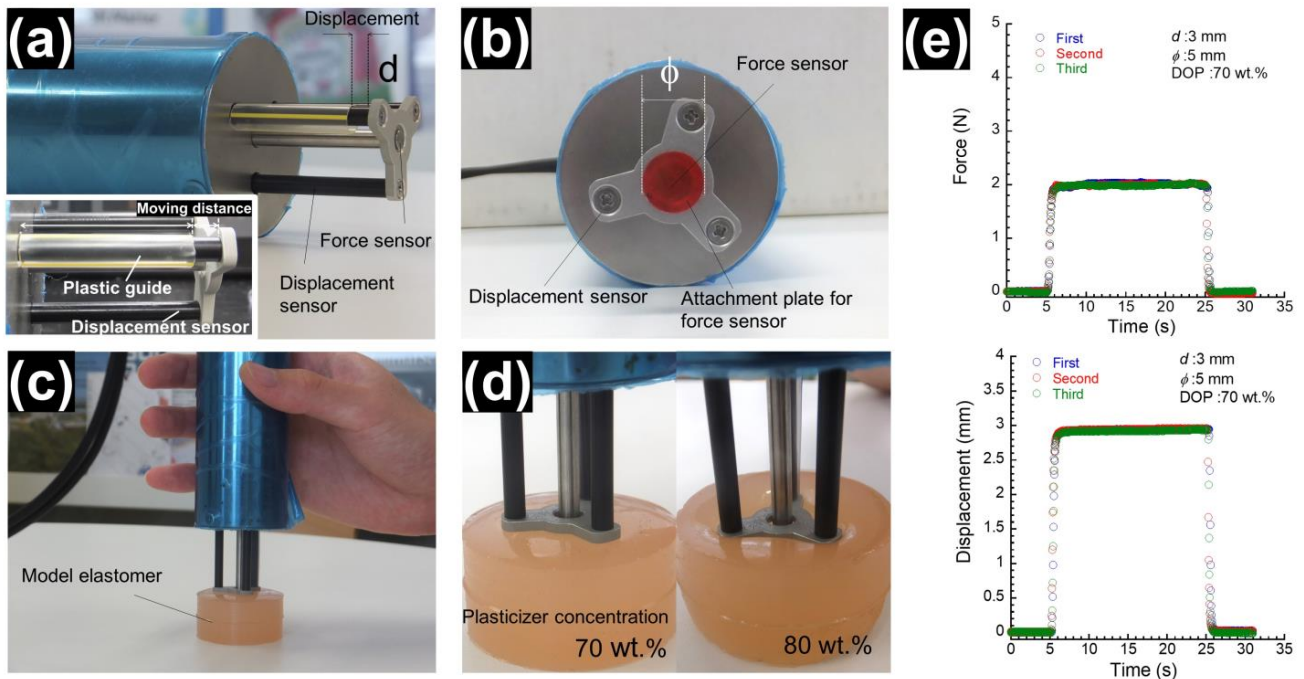 (a)
Displacement
d
Force sensor
Displacement
sensor
Moving distance
Plastic guide
Displacement sensor
(b)
ϕ
Force sensor
Displacement sensor
Attachment plate for
force sensor
(c)
Model elastomer
(d)
Plasticizer concentration
70 wt.%
80 wt.%
(e)
Force (N)
5
4
3
2
1
0
First
Second
Third
d :3 mm
ϕ :5 mm
DOP :70 wt.%
0 5 10 15 20 25 30 35
Time (s)
Displacement (mm)
4
3.5
3
2.5
2
1.5
1
0.5
0
First
Second
Third
d :3 mm
ϕ :5 mm
DOP :70 wt.%
0 5 10 15 20 25 30 35
Time (s)